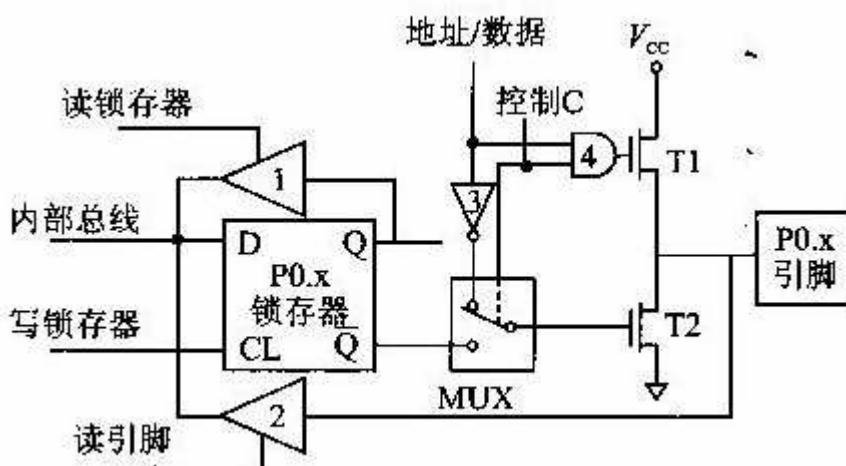 地址/数据
V_CC
读锁存器
控制C
1
4
T1
3
内部总线
D
Q
P0.x
锁存器
P0.x
引脚
写锁存器
CL
Q̅
T2
MUX
2
读引脚